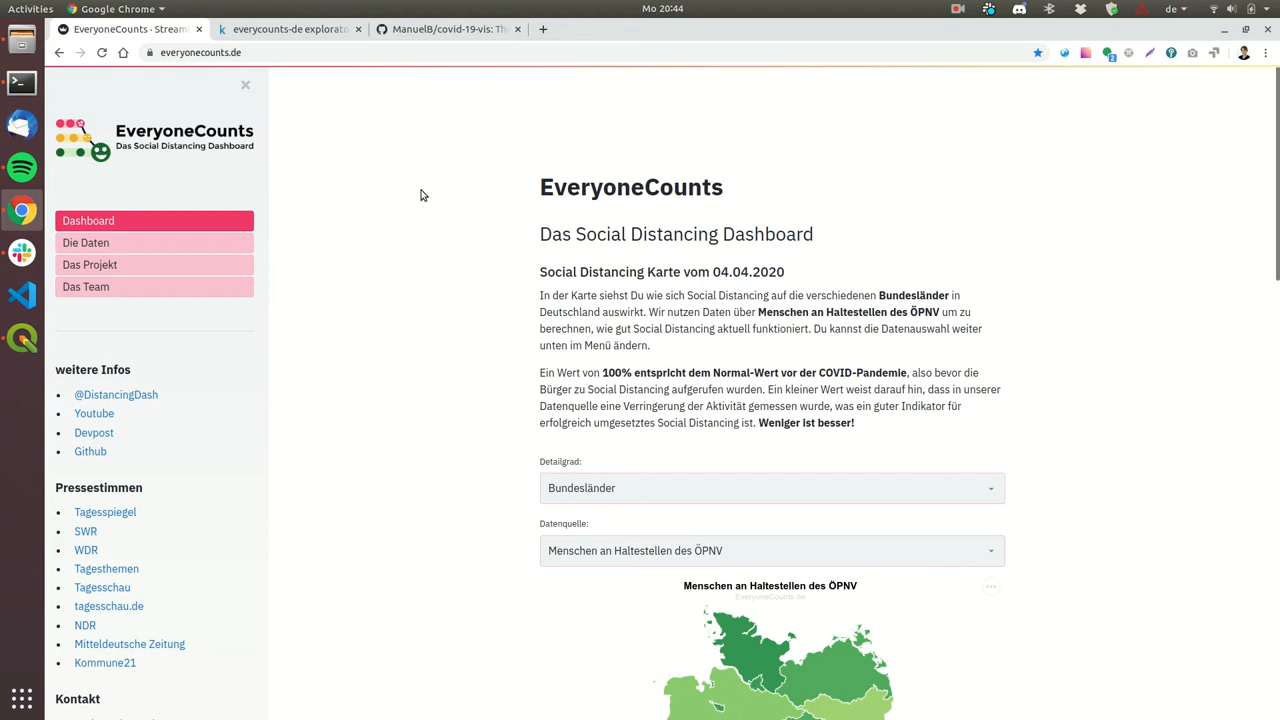 Activities
Google Chrome
Mo 20:44
de
EveryoneCounts · Streaml
everycounts-de explorato
ManuelB/covid-19-vis: Th
everyonecounts.de
2
EveryoneCounts
Das Social Distancing Dashboard
Dashboard
Die Daten
Das Projekt
Das Team
weitere Infos
@DistancingDash
Youtube
Devpost
Github
Pressestimmen
Tagesspiegel
SWR
WDR
Tagesthemen
Tagesschau
tagesschau.de
NDR
Mitteldeutsche Zeitung
Kommune21
Kontakt
EveryoneCounts
Das Social Distancing Dashboard
Social Distancing Karte vom 04.04.2020
In der Karte siehst Du wie sich Social Distancing auf die verschiedenen Bundesländer in
Deutschland auswirkt. Wir nutzen Daten über Menschen an Haltestellen des ÖPNV um zu
berechnen, wie gut Social Distancing aktuell funktioniert. Du kannst die Datenauswahl weiter
unten im Menü ändern.
Ein Wert von 100% entspricht dem Normal-Wert vor der COVID-Pandemie, also bevor die
Bürger zu Social Distancing aufgerufen wurden. Ein kleiner Wert weist darauf hin, dass in unserer
Datenquelle eine Verringerung der Aktivität gemessen wurde, was ein guter Indikator für
erfolgreich umgesetztes Social Distancing ist. Weniger ist besser!
Detailgrad:
Bundesländer
Datenquelle:
Menschen an Haltestellen des ÖPNV
Menschen an Haltestellen des ÖPNV
EveryoneCounts.de